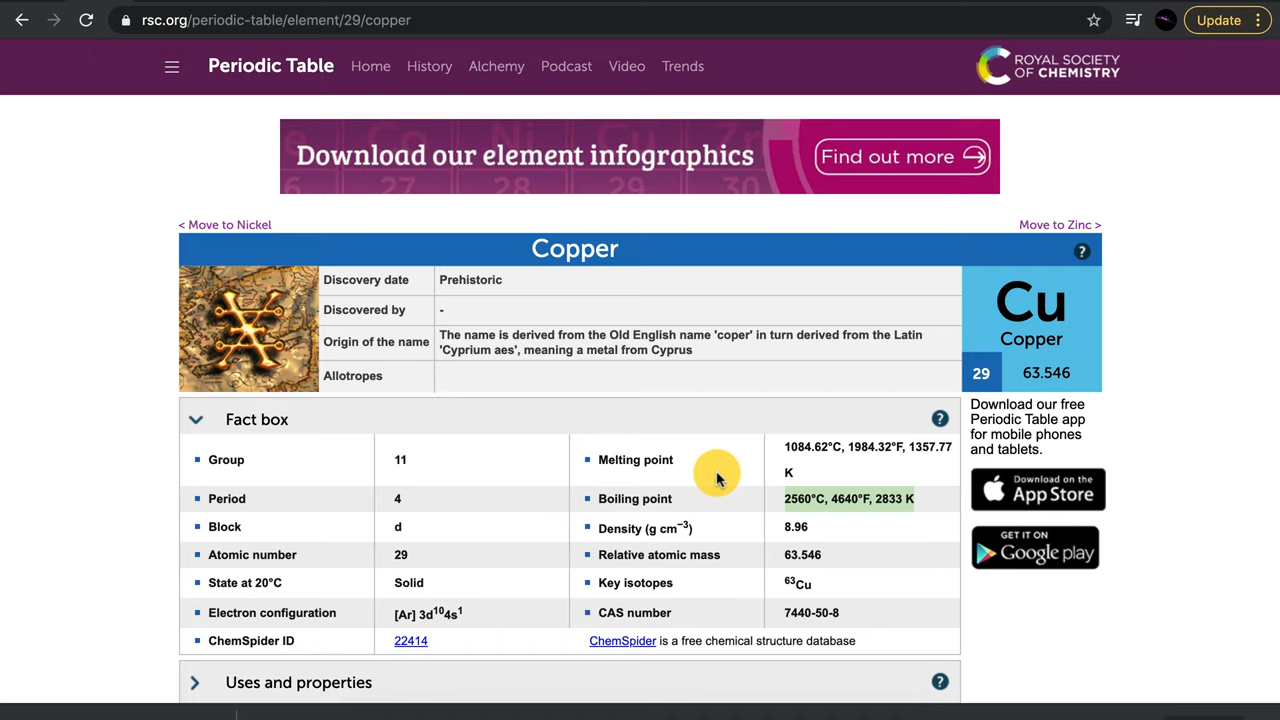 rsc.org/periodic-table/element/29/copper
Update
Periodic Table Home History Alchemy Podcast Video Trends
ROYAL SOCIETY
OF CHEMISTRY
Download our element infographics
Find out more
27 28 29 30
< Move to Nickel
Move to Zinc >
Copper
?
Discovery date Prehistoric
Discovered by -
Origin of the name The name is derived from the Old English name 'coper' in turn derived from the Latin
'Cyprium aes', meaning a metal from Cyprus
Allotropes
Cu
Copper
29 63.546
Download our free
Periodic Table app
for mobile phones
and tablets.
Download on the
App Store
GET IT ON
Google play
Fact box ?
Group 11 Melting point 1084.62°C, 1984.32°F, 1357.77
K
Period 4 Boiling point 2560°C, 4640°F, 2833 K
Block d Density (g cm⁻³) 8.96
Atomic number 29 Relative atomic mass 63.546
State at 20°C Solid Key isotopes ⁶³Cu
Electron configuration [Ar] 3d¹⁰4s¹ CAS number 7440-50-8
ChemSpider ID 22414 ChemSpider is a free chemical structure database
Uses and properties ?